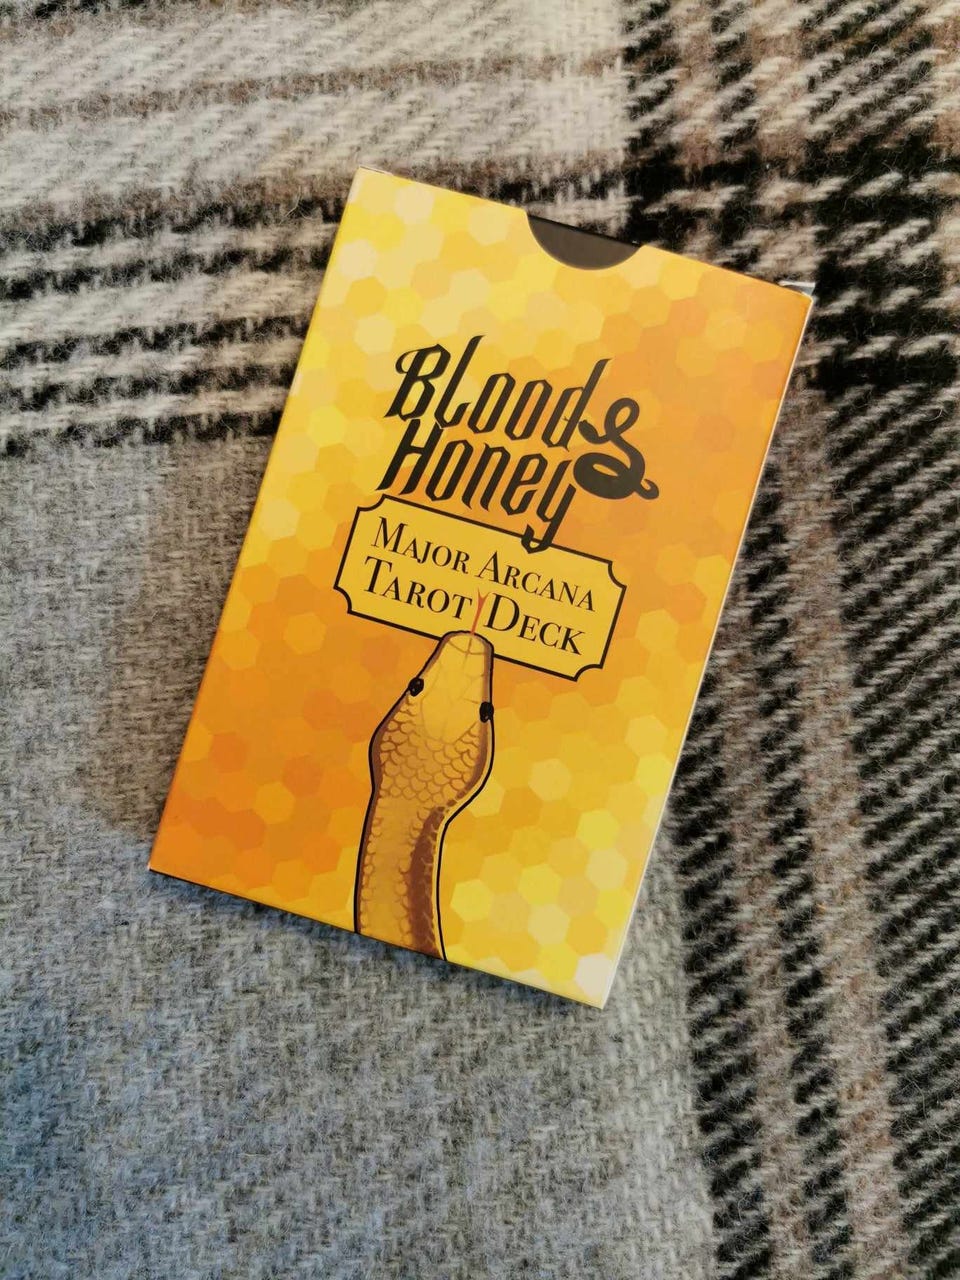 Blood &
Honey
MAJOR ARCANA
TAROT DECK